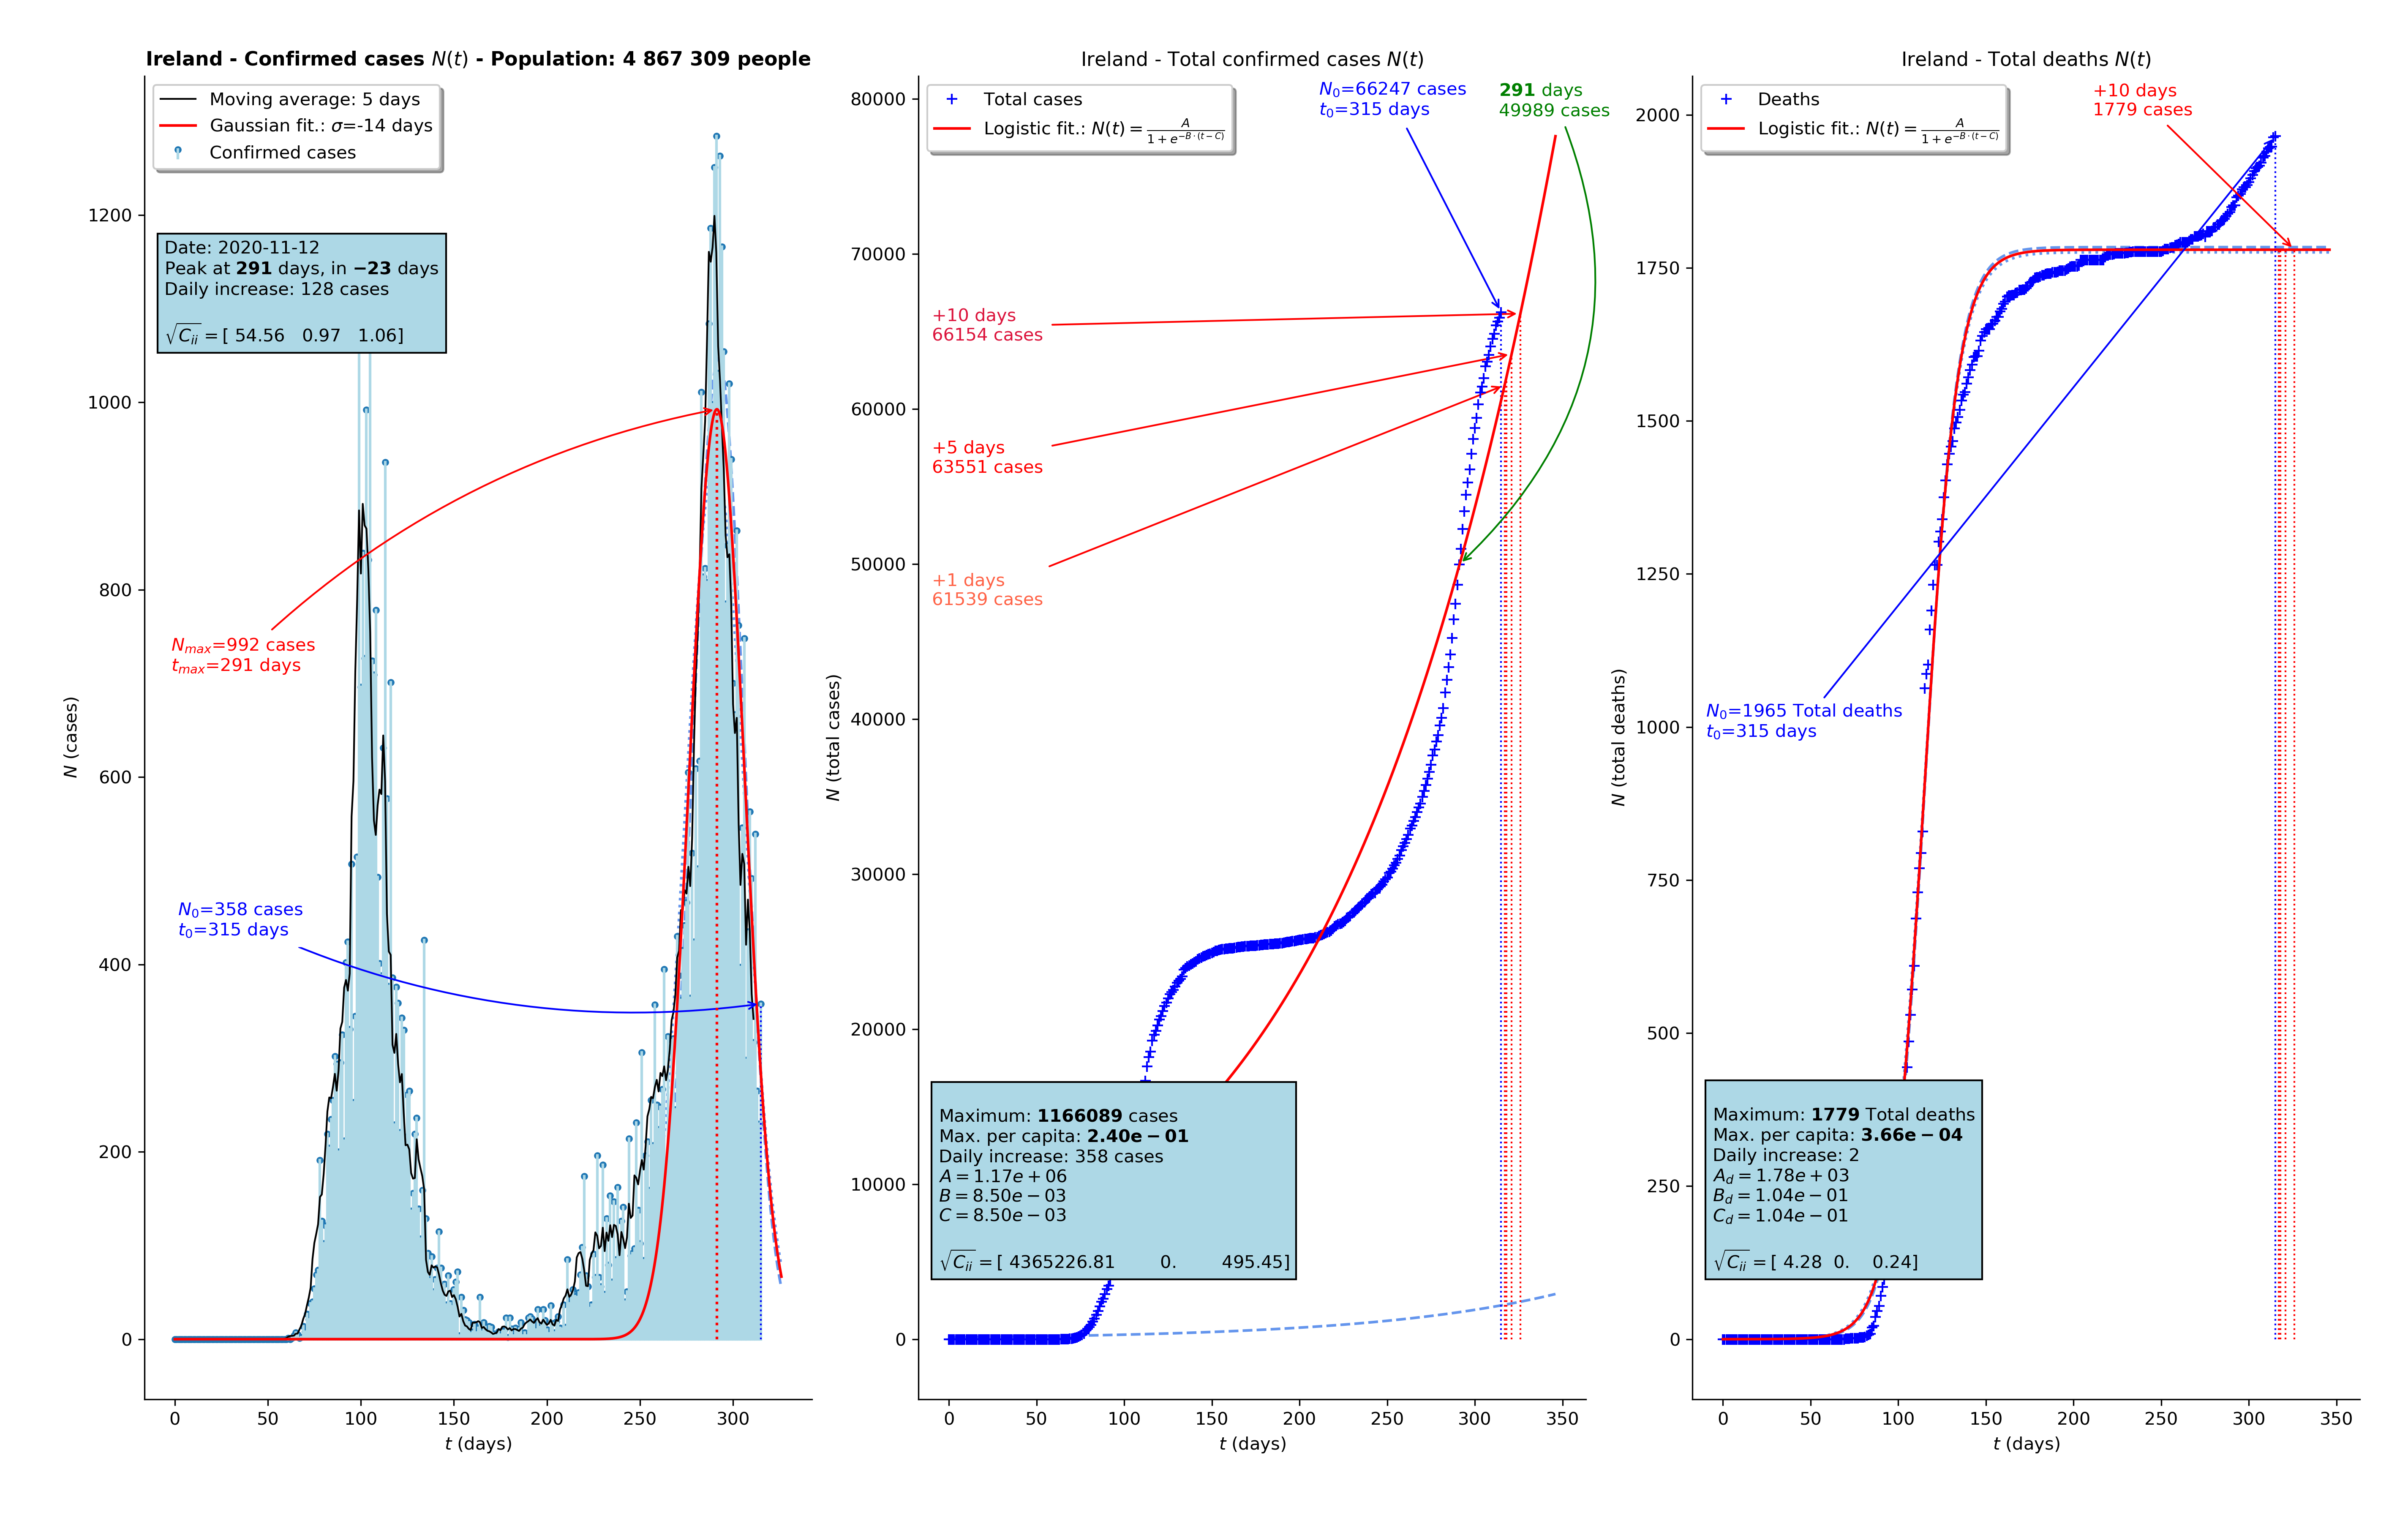 Ireland - Confirmed cases N(t) - Population: 4 867 309 people
Moving average: 5 days
Gaussian fit.: σ=-14 days
Confirmed cases
Date: 2020-11-12
Peak at 291 days, in −23 days
Daily increase: 128 cases
√C_ii = [ 54.56 0.97 1.06]
N_max=992 cases
t_max=291 days
N_0=358 cases
t_0=315 days
N (cases)
1200
1000
800
600
400
200
0
0 50 100 150 200 250 300
t (days)
Ireland - Total confirmed cases N(t)
Total cases
Logistic fit.: N(t) = A / (1 + e^{−B·(t−C)})
N_0=66247 cases
t_0=315 days
291 days
49989 cases
+10 days
66154 cases
+5 days
63551 cases
+1 days
61539 cases
Maximum: 1166089 cases
Max. per capita: 2.40e − 01
Daily increase: 358 cases
A = 1.17e + 06
B = 8.50e − 03
C = 8.50e − 03
√C_ii = [ 4365226.81 0. 495.45]
N (total cases)
80000
70000
60000
50000
40000
30000
20000
10000
0
0 50 100 150 200 250 300 350
t (days)
Ireland - Total deaths N(t)
Deaths
Logistic fit.: N(t) = A / (1 + e^{−B·(t−C)})
+10 days
1779 cases
N_0=1965 Total deaths
t_0=315 days
Maximum: 1779 Total deaths
Max. per capita: 3.66e − 04
Daily increase: 2
A_d = 1.78e + 03
B_d = 1.04e − 01
C_d = 1.04e − 01
√C_ii = [ 4.28 0. 0.24]
N (total deaths)
2000
1750
1500
1250
1000
750
500
250
0
0 50 100 150 200 250 300 350
t (days)